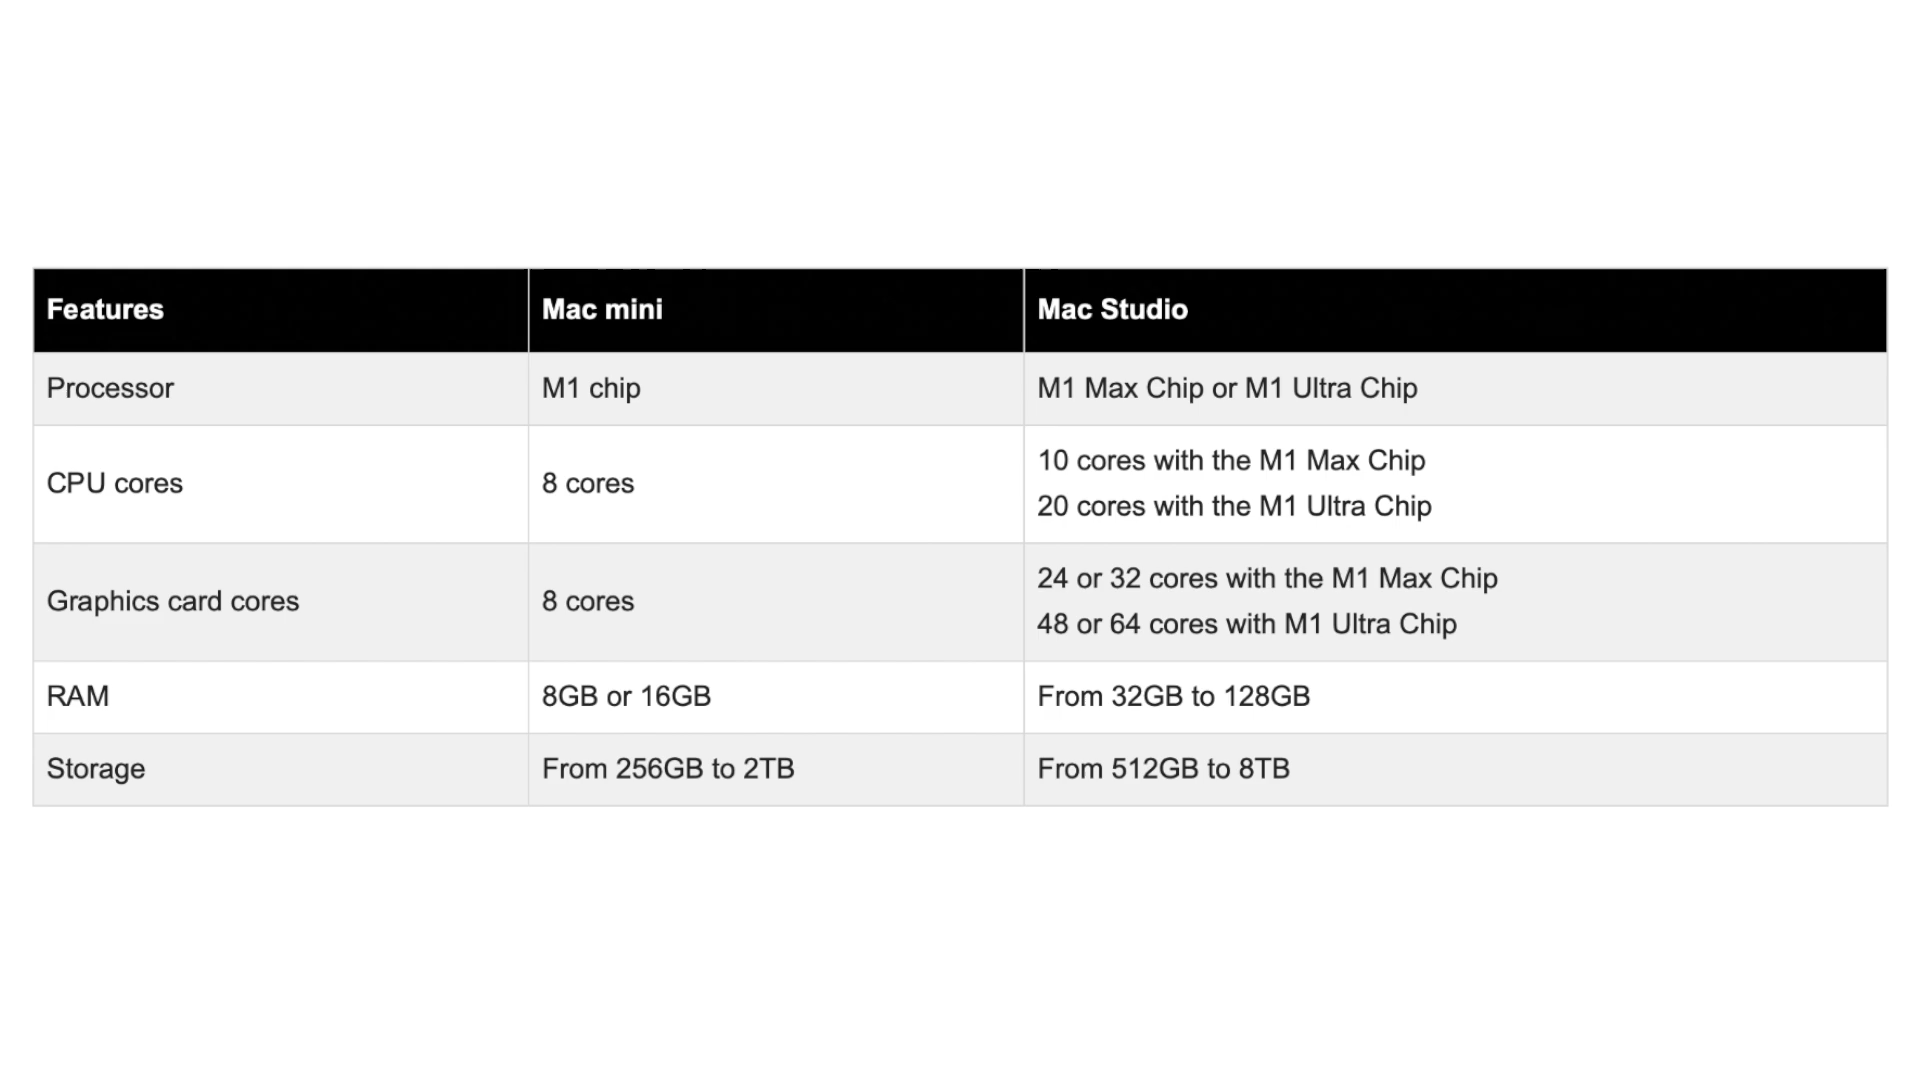 Features
Mac mini
Mac Studio
Processor
M1 chip
M1 Max Chip or M1 Ultra Chip
CPU cores
8 cores
10 cores with the M1 Max Chip
20 cores with the M1 Ultra Chip
Graphics card cores
8 cores
24 or 32 cores with the M1 Max Chip
48 or 64 cores with M1 Ultra Chip
RAM
8GB or 16GB
From 32GB to 128GB
Storage
From 256GB to 2TB
From 512GB to 8TB